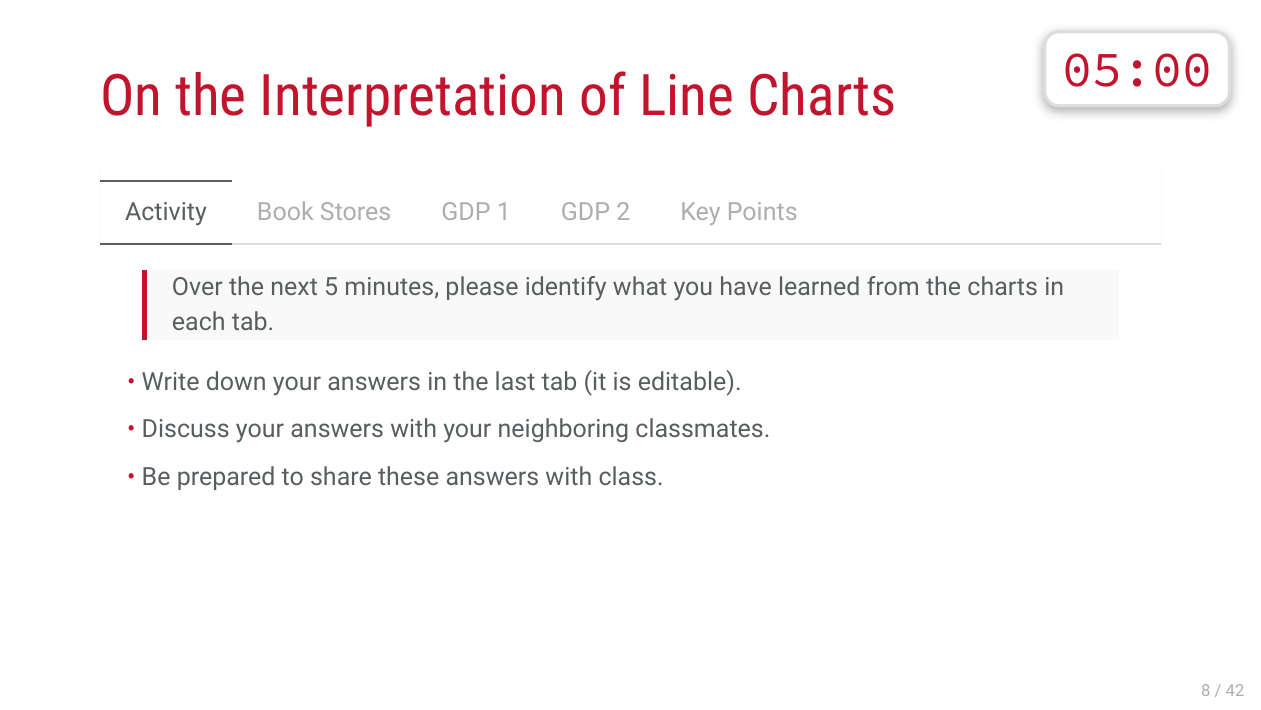 On the Interpretation of Line Charts
05:00
Activity
Book Stores
GDP 1
GDP 2
Key Points
Over the next 5 minutes, please identify what you have learned from the charts in
each tab.
• Write down your answers in the last tab (it is editable).
• Discuss your answers with your neighboring classmates.
• Be prepared to share these answers with class.
8 / 42